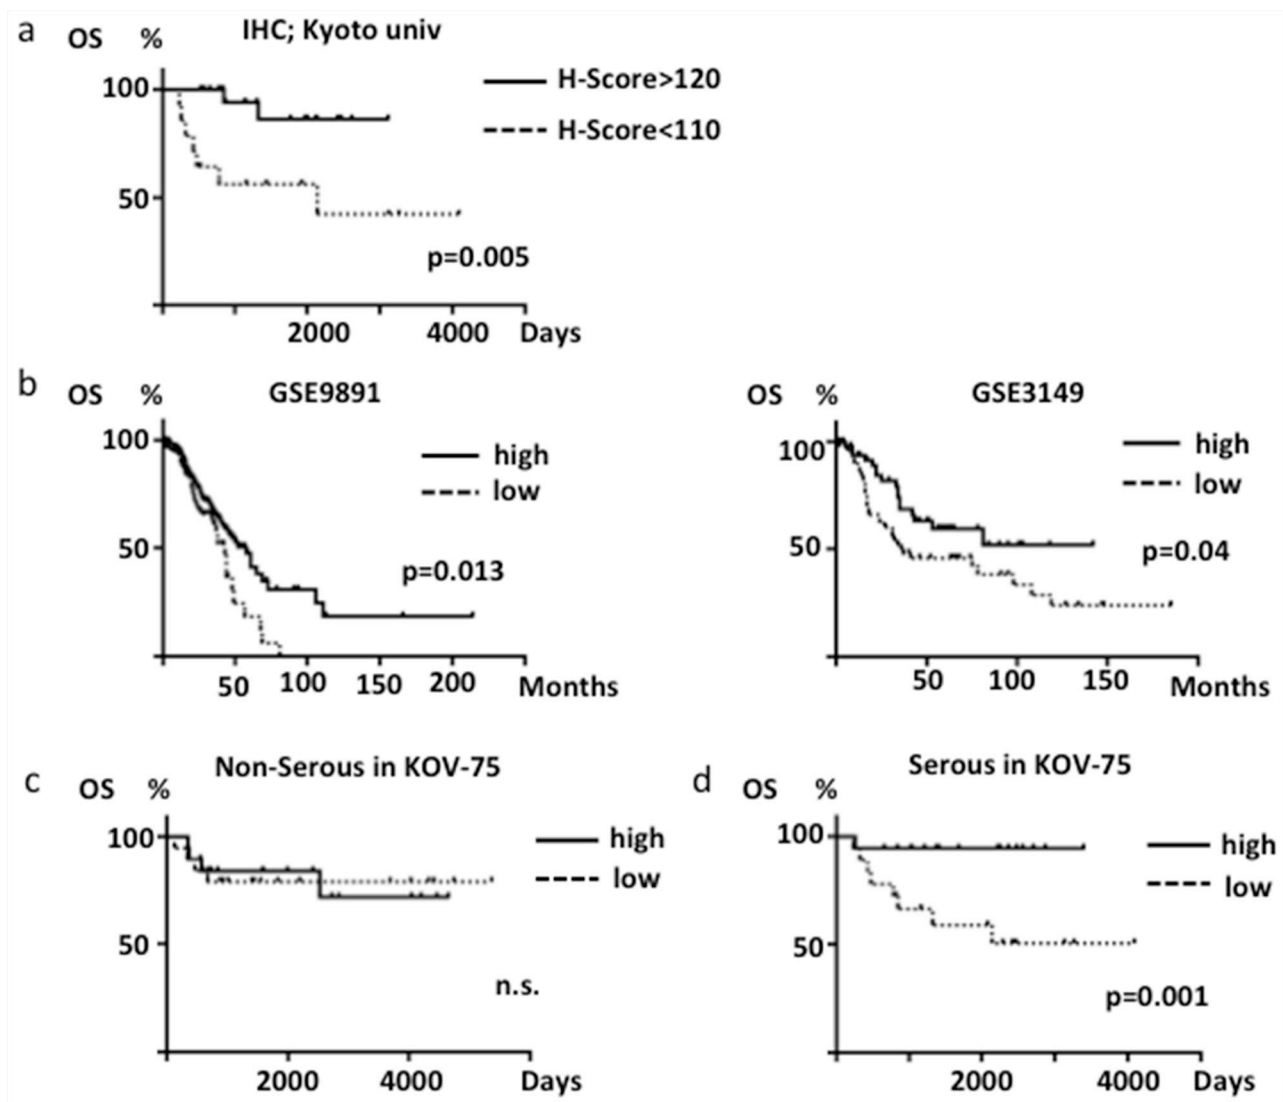 a OS % IHC; Kyoto univ
H-Score>120
100
H-Score<110
50
p=0.005
2000 4000 Days
b OS % GSE9891
100
high
low
50
p=0.013
50 100 150 200 Months
OS % GSE3149
100
high
low
50
p=0.04
50 100 150 Months
c OS % Non-Serous in KOV-75
100
high
low
50
n.s.
2000 4000 Days
d OS % Serous in KOV-75
100
high
low
50
p=0.001
2000 4000 Days